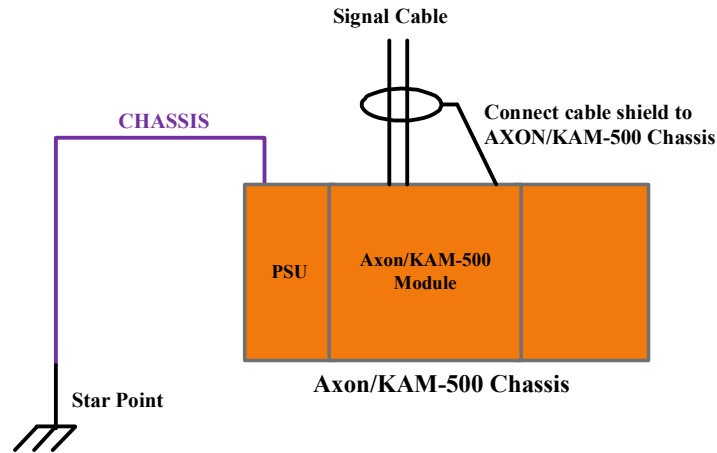 Signal Cable
CHASSIS
Connect cable shield to
AXON/KAM-500 Chassis
PSU
Axon/KAM-500
Module
Axon/KAM-500 Chassis
Star Point